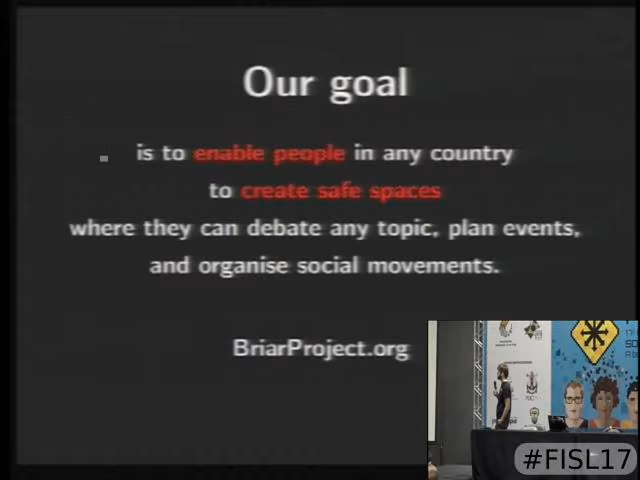 Our goal
is to enable people in any country
to create safe spaces
where they can debate any topic, plan events,
and organise social movements.
BriarProject.org
#FISL17